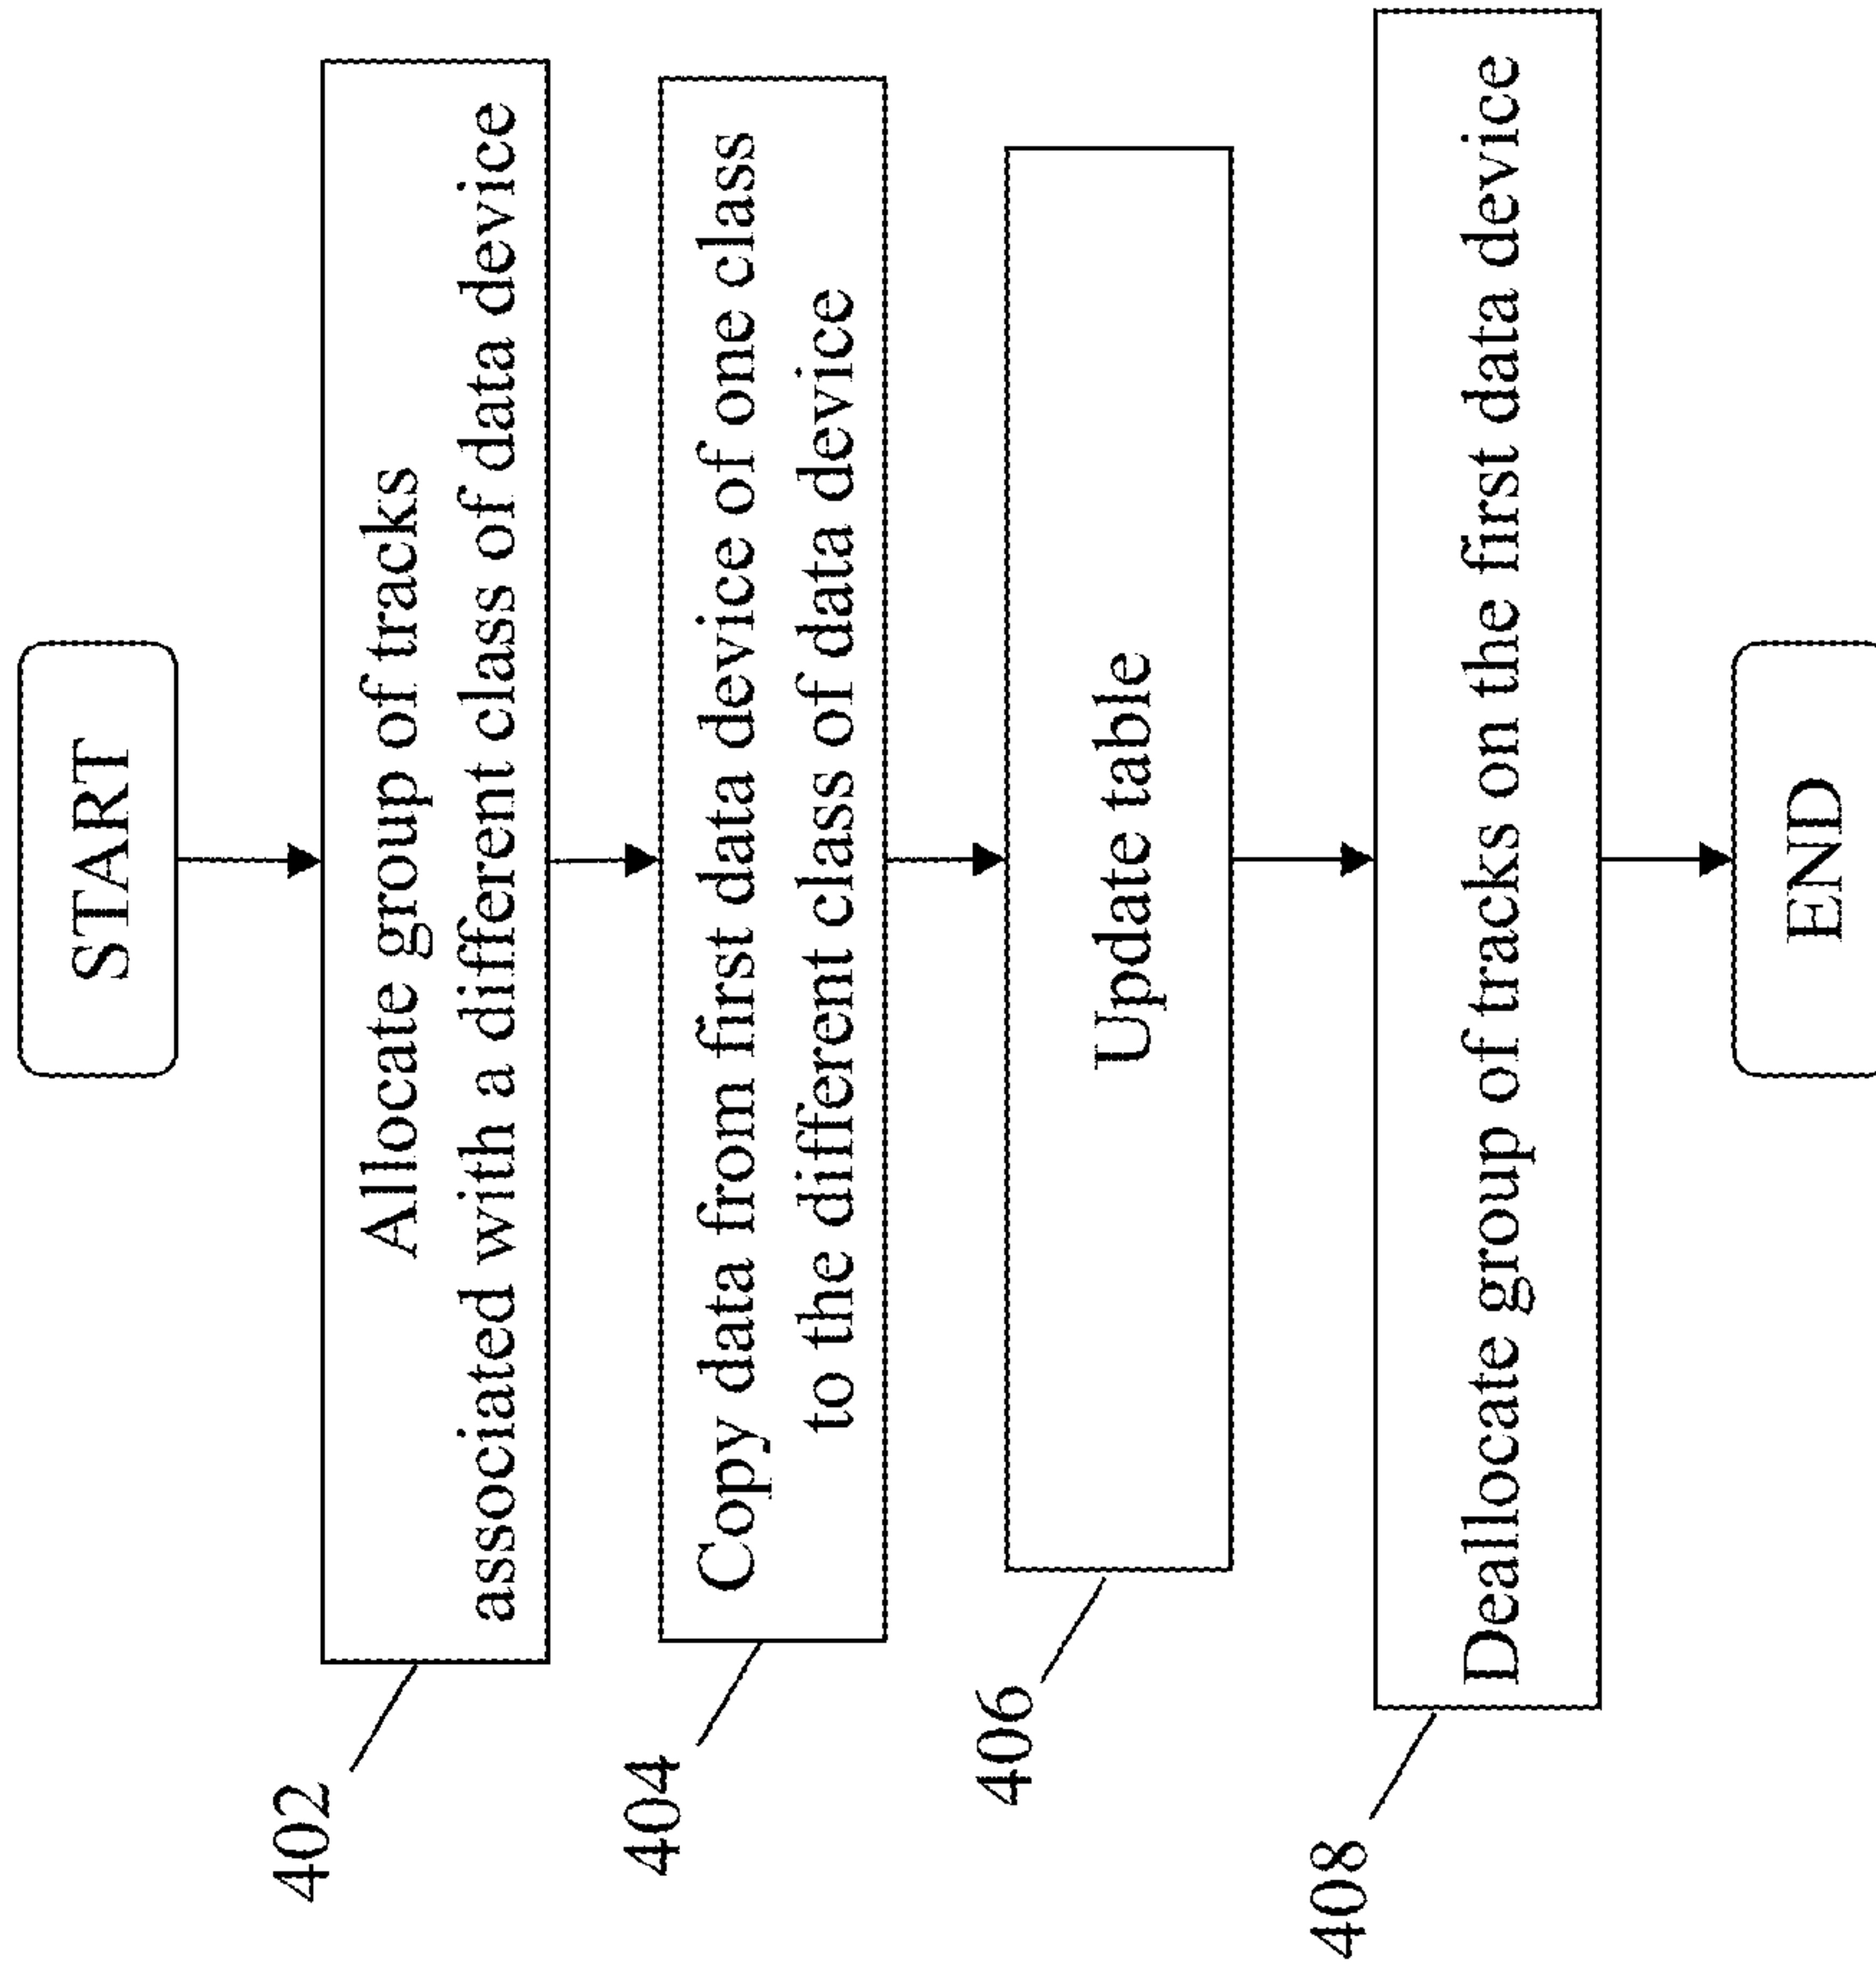 START
402
Allocate group of tracks
associated with a different class of data device
404
Copy data from first data device of one class
to the different class of data device
406
Update table
408
Deallocate group of tracks on the first data device
END